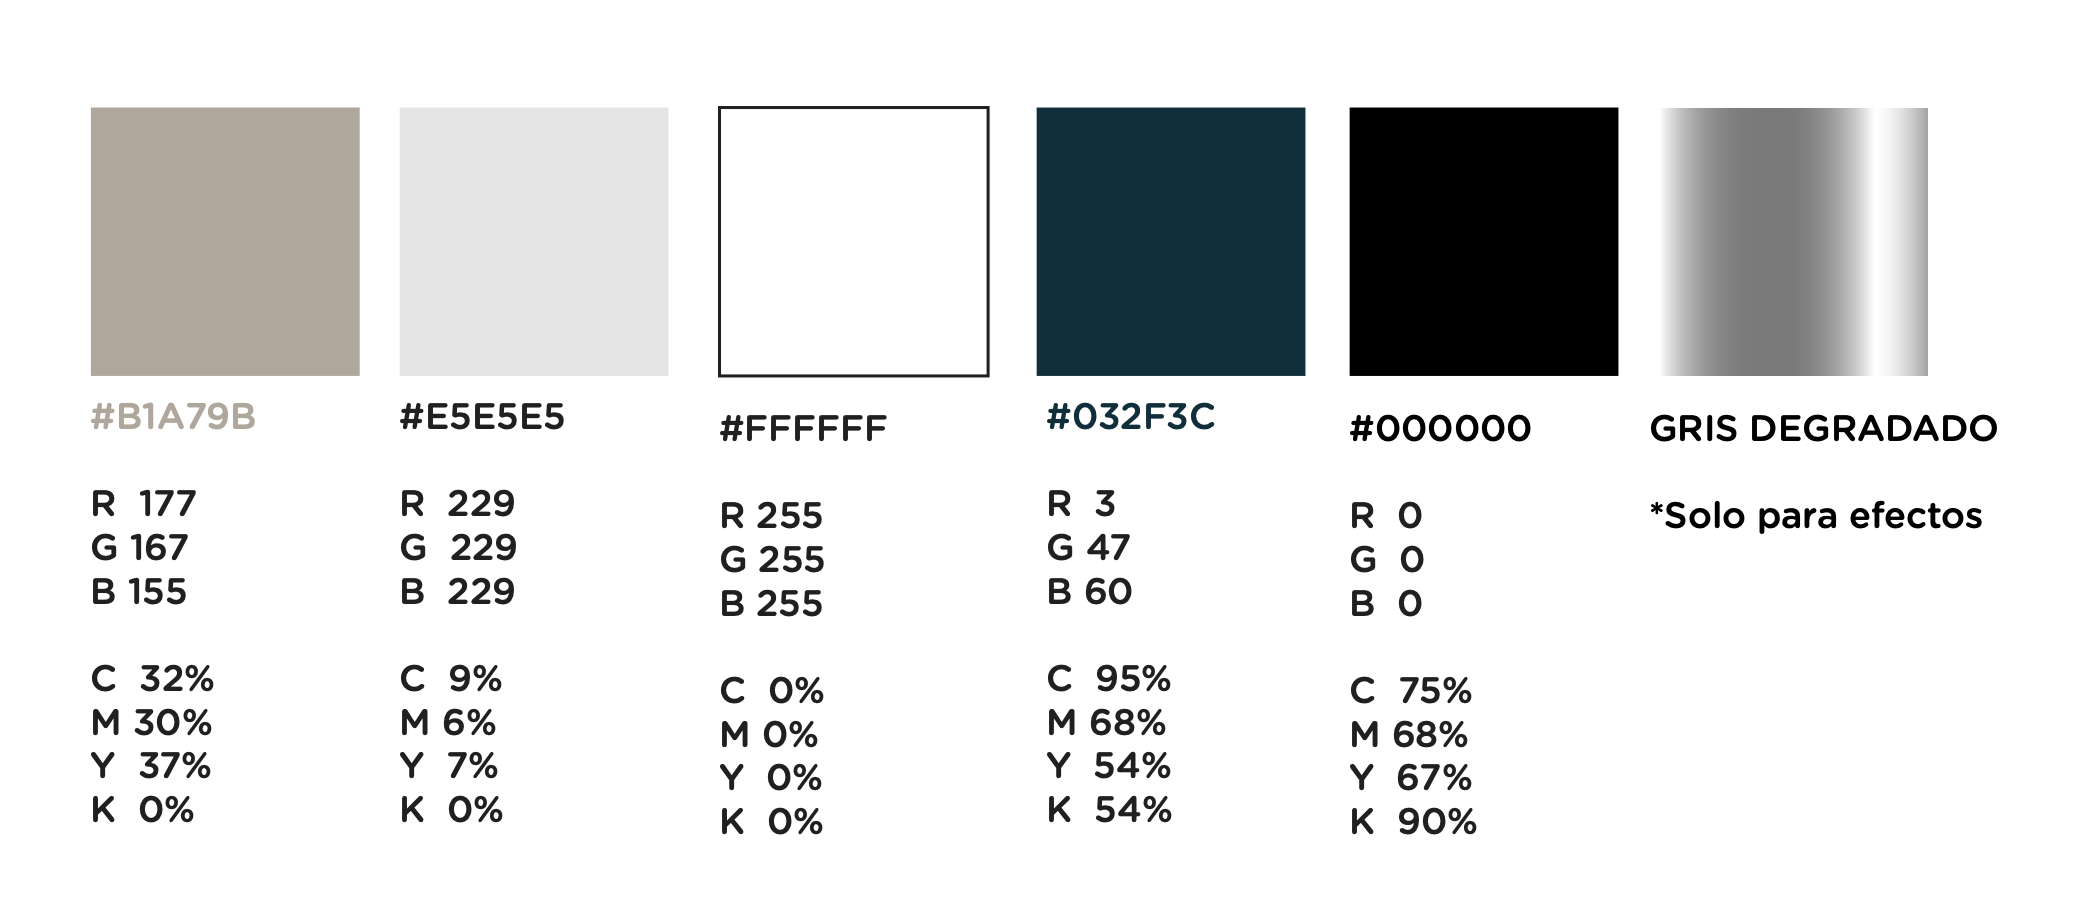 #B1A79B
R 177
G 167
B 155
C 32%
M 30%
Y 37%
K 0%
#E5E5E5
R 229
G 229
B 229
C 9%
M 6%
Y 7%
K 0%
#FFFFFF
R 255
G 255
B 255
C 0%
M 0%
Y 0%
K 0%
#032F3C
R 3
G 47
B 60
C 95%
M 68%
Y 54%
K 54%
#000000
R 0
G 0
B 0
C 75%
M 68%
Y 67%
K 90%
GRIS DEGRADADO
*Solo para efectos